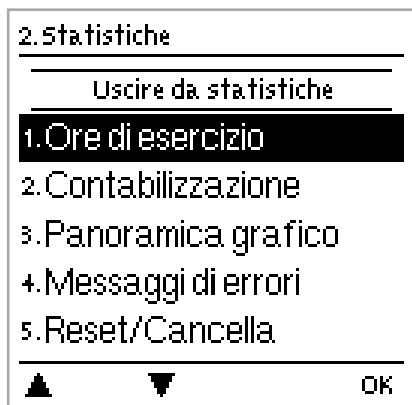 2.Statistiche
Uscire da statistiche
1.Ore di esercizio
2.Contabilizzazione
3.Panoramica grafico
4.Messaggi di errori
5.Reset/Cancella
▲ ▼ OK